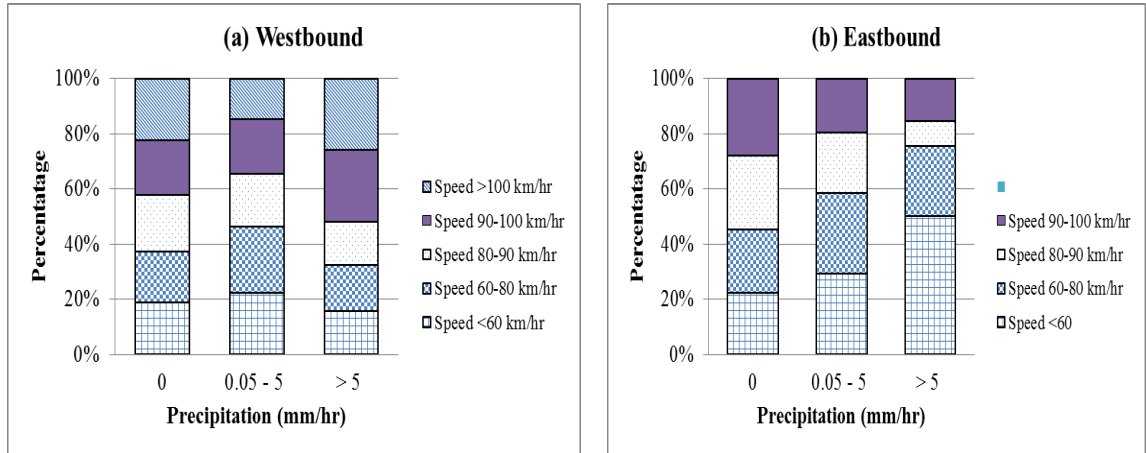 (a) Westbound
100%
80%
60%
40%
20%
0%
Percentatage
0
0.05 - 5
> 5
Precipitation (mm/hr)
Speed >100 km/hr
Speed 90-100 km/hr
Speed 80-90 km/hr
Speed 60-80 km/hr
Speed <60 km/hr
(b) Eastbound
100%
80%
60%
40%
20%
0%
Percentatage
0
0.05 - 5
> 5
Precipitation (mm/hr)
Speed 90-100 km/hr
Speed 80-90 km/hr
Speed 60-80 km/hr
Speed <60